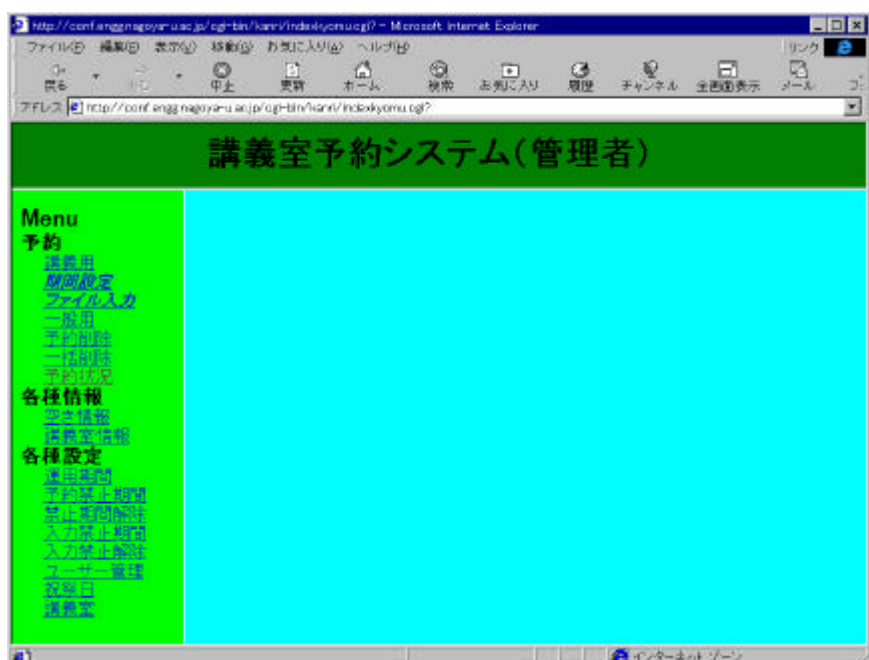 http://conf.engg.nagoya-u.ac.jp/cgi-bin/kanri/indexkyomu.cgi? - Microsoft Internet Explorer
ファイル(F) 編集(E) 表示(V) 移動(G) お気に入り(A) ヘルプ(H) リンク
戻る 中止 更新 ホーム 検索 お気に入り 履歴 チャンネル 全画面表示 メール
アドレス http://conf.engg.nagoya-u.ac.jp/cgi-bin/kanri/indexkyomu.cgi?
講義室予約システム(管理者)
Menu
予約
講義用
期間設定
ファイル入力
一般用
予約削除
一括削除
予約状況
各種情報
空き情報
講義室情報
各種設定
運用期間
予約禁止期間
禁止期間解除
入力禁止期間
入力禁止解除
ユーザー管理
祝祭日
講義室
インターネット ゾーン